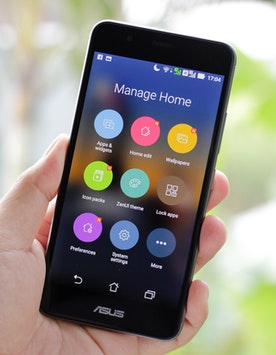 17:04
Manage Home
Apps &
widgets
Home edit
Wallpapers
Icon packs
ZenUI theme
Lock apps
Preferences
System
settings
More
ASUS